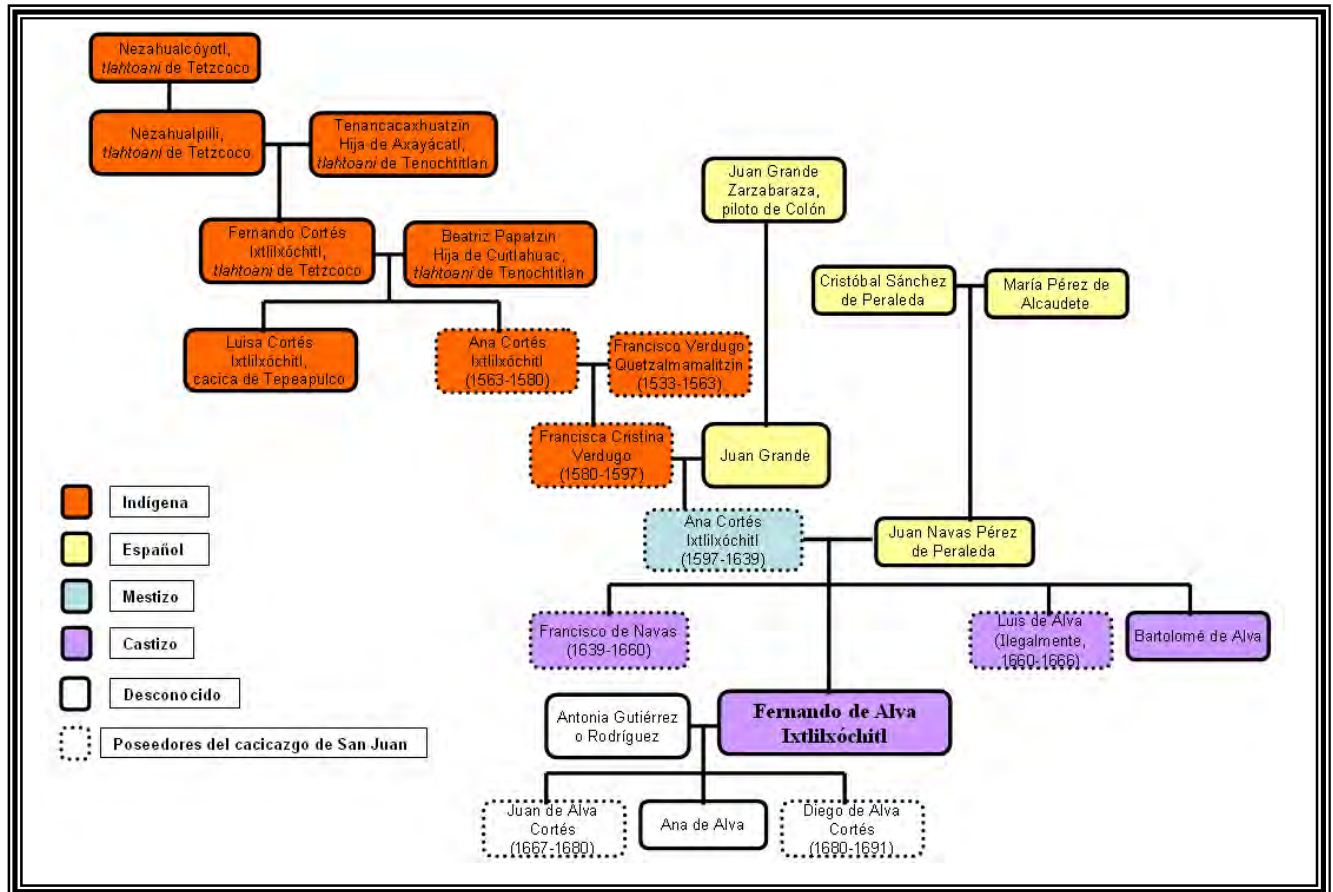 Nezahualcóyotl,
tlahtoani de Tetzcoco
Nezahualpilli,
tlahtoani de Tetzcoco
Tenancacaxhuatzin
Hija de Axayácatl,
tlahtoani de Tenochtitlan
Juan Grande
Zarzabaraza,
piloto de Colón
Fernando Cortés
Ixtlilxóchitl,
tlahtoani de Tetzcoco
Beatriz Papatzin
Hija de Cuitlahuac,
tlahtoani de Tenochtitlan
Cristóbal Sánchez
de Peraleda
María Pérez de
Alcaudete
Luisa Cortés
Ixtlilxóchitl,
cacica de Tepeapulco
Ana Cortés
Ixtlilxóchitl
(1563-1580)
Francisco Verdugo
Quetzalmamalitzin
(1533-1563)
Francisca Cristina
Verdugo
(1580-1597)
Juan Grande
Ana Cortés
Ixtlilxóchitl
(1597-1639)
Juan Navas Pérez
de Peraleda
Indígena
Español
Mestizo
Castizo
Desconocido
Poseedores del cacicazgo de San Juan
Francisco de Navas
(1639-1660)
Luis de Alva
(Ilegalmente,
1660-1666)
Bartolomé de Alva
Antonia Gutiérrez
o Rodríguez
Fernando de Alva
Ixtlilxóchitl
Juan de Alva
Cortés
(1667-1680)
Ana de Alva
Diego de Alva
Cortés
(1680-1691)